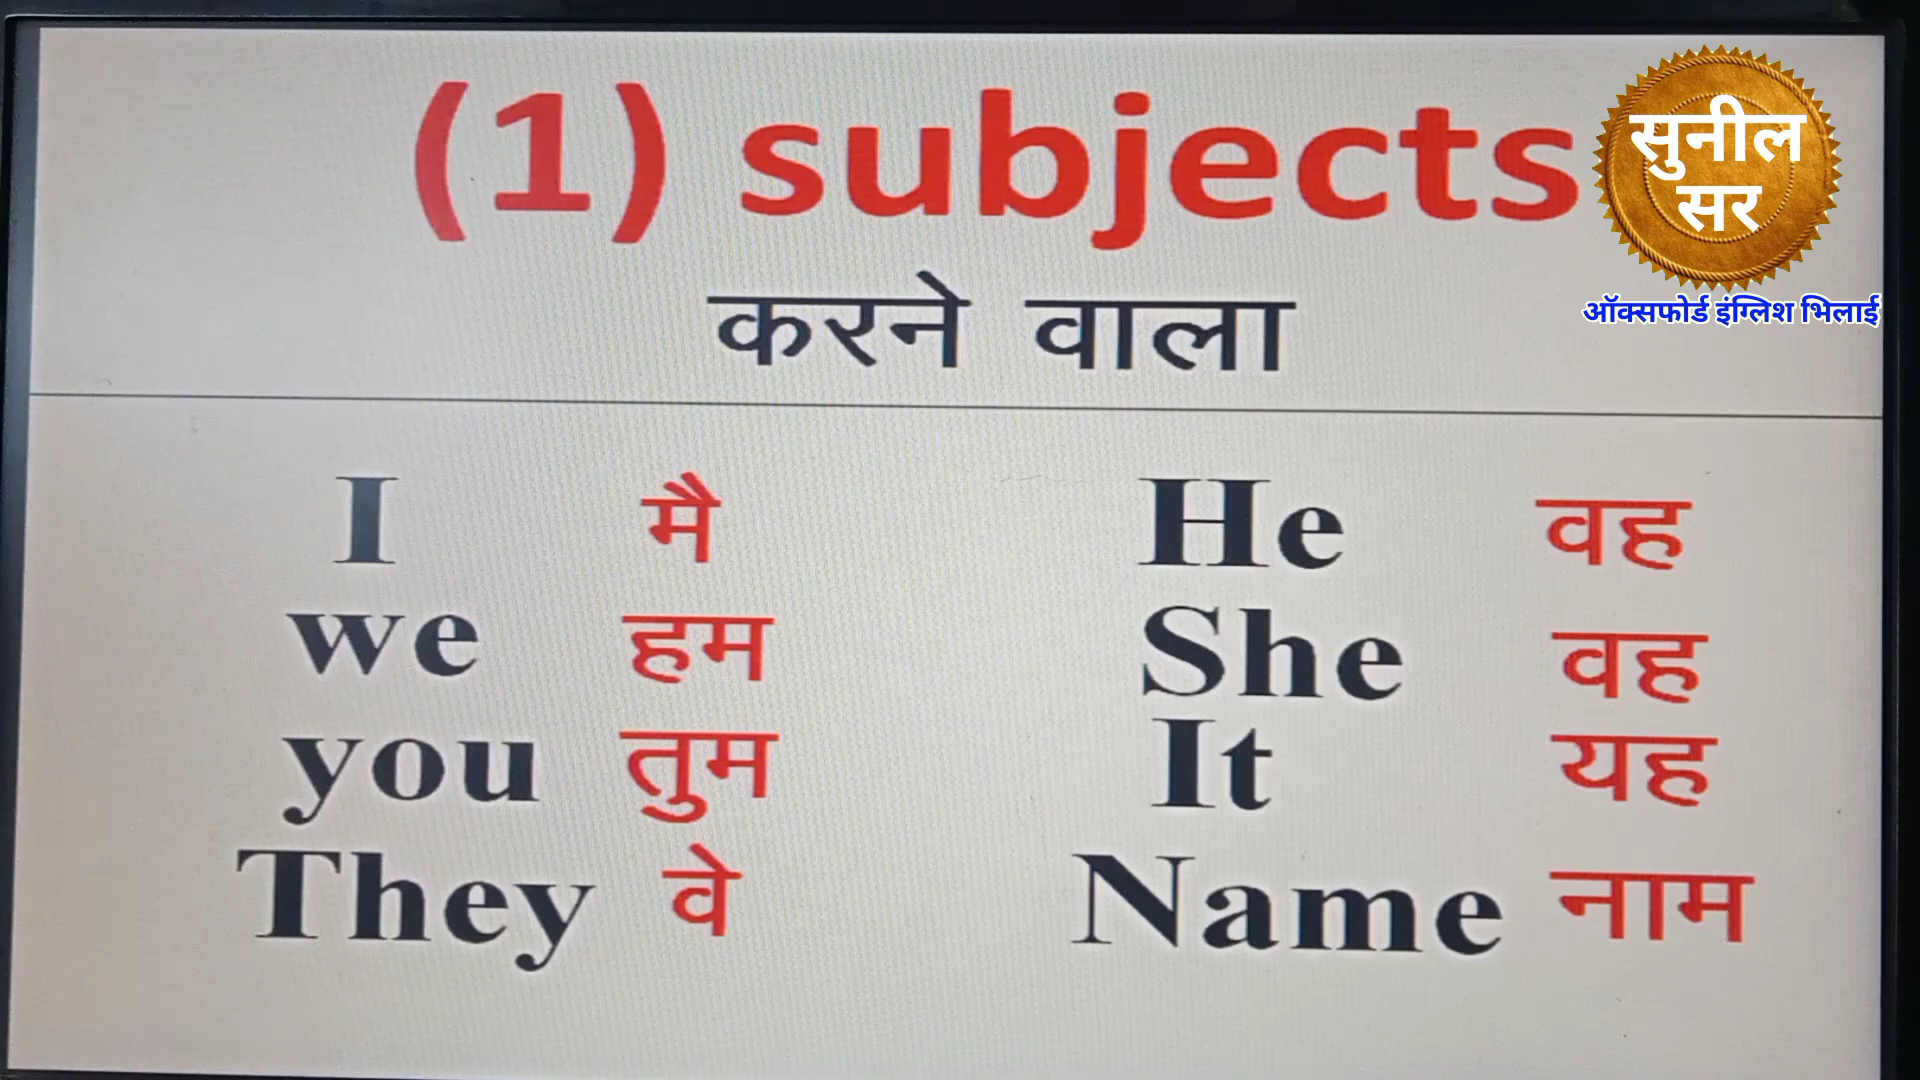 (1) subjects
करने वाला
सुनील
सर
ऑक्सफोर्ड इंग्लिश भिलाई
I मै
we हम
you तुम
They वे
He वह
She वह
It यह
Name नाम